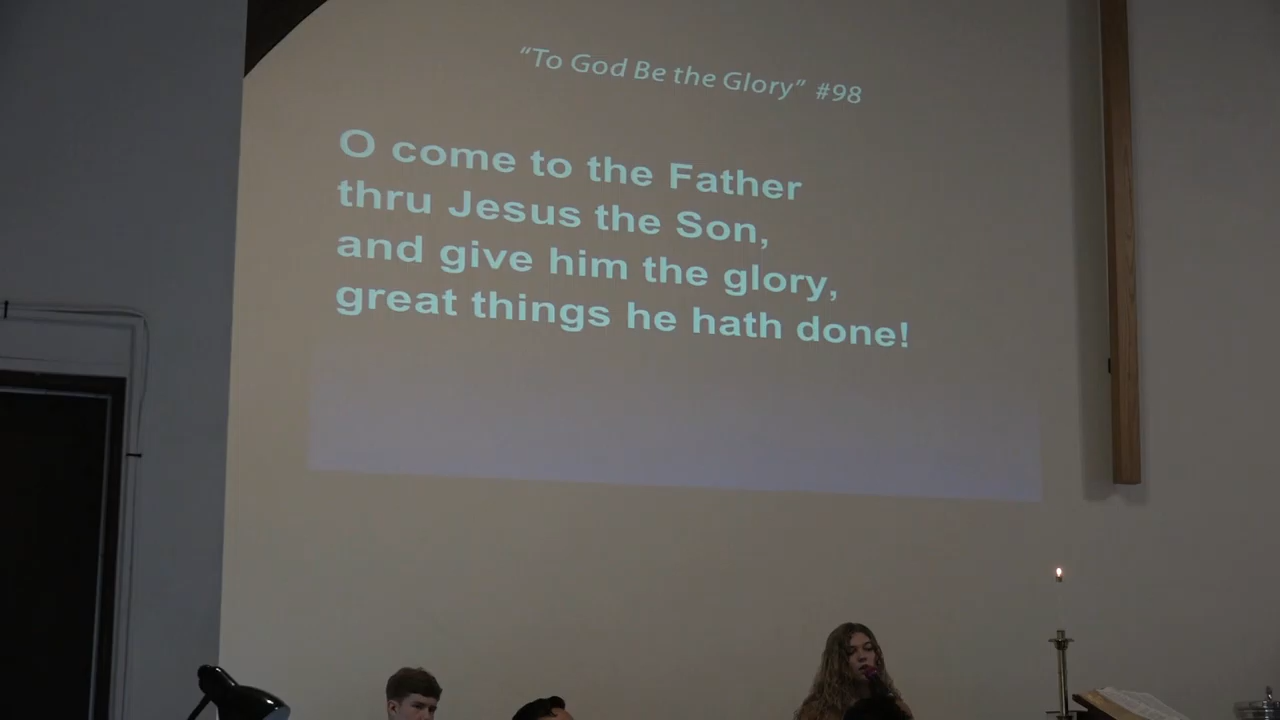 “To God Be the Glory” #98
O come to the Father
thru Jesus the Son,
and give him the glory,
great things he hath done!